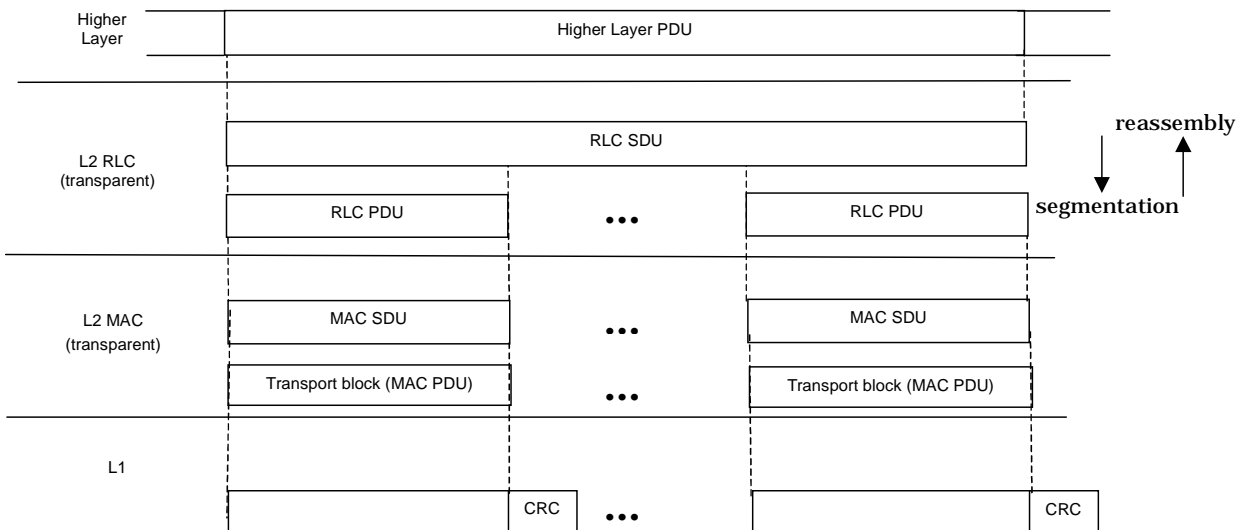 Higher
Layer
Higher Layer PDU
reassembly
RLC SDU
L2 RLC
(transparent)
RLC PDU
•••
RLC PDU
segmentation
L2 MAC
(transparent)
MAC SDU
•••
MAC SDU
Transport block (MAC PDU)
•••
Transport block (MAC PDU)
L1
CRC
•••
CRC